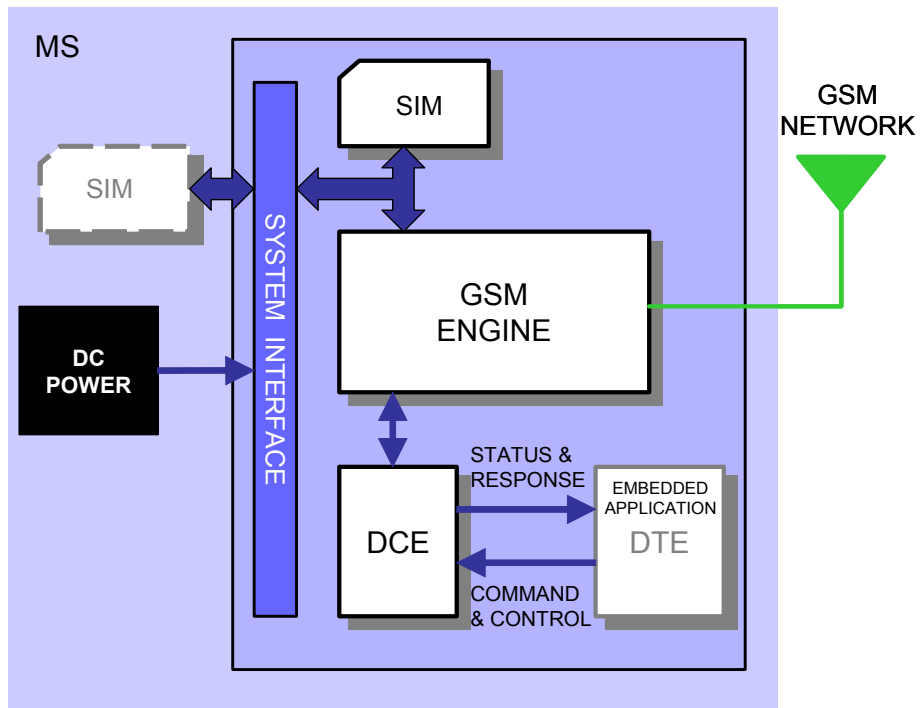 MS
SIM
GSM
NETWORK
SIM
SYSTEM INTERFACE
GSM
ENGINE
DC
POWER
STATUS &
RESPONSE
EMBEDDED
APPLICATION
DCE
DTE
COMMAND
& CONTROL